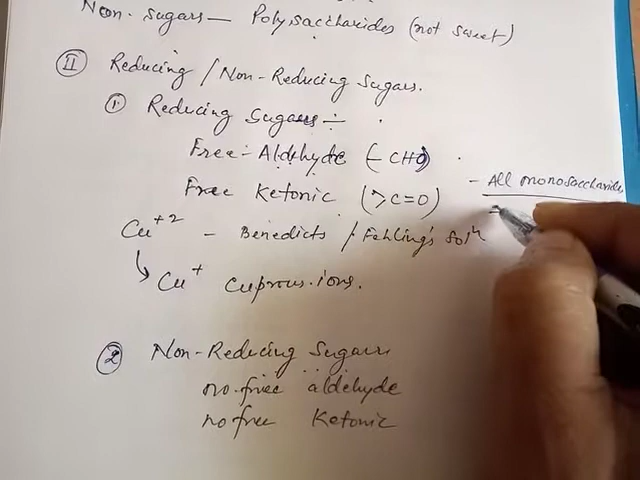 Non-sugars — Polysaccharides (not sweet)
II Reducing / Non-Reducing Sugars.
① Reducing Sugars :-
Free-Aldehyde (-CHO)
Free Ketonic (>C=O)
- All monosaccharides
Cu+2 - Benedicts / Fehling's soln
↳ Cu+ Cuprous ions.
② Non-Reducing Sugars
no-free aldehyde
no free Ketonic